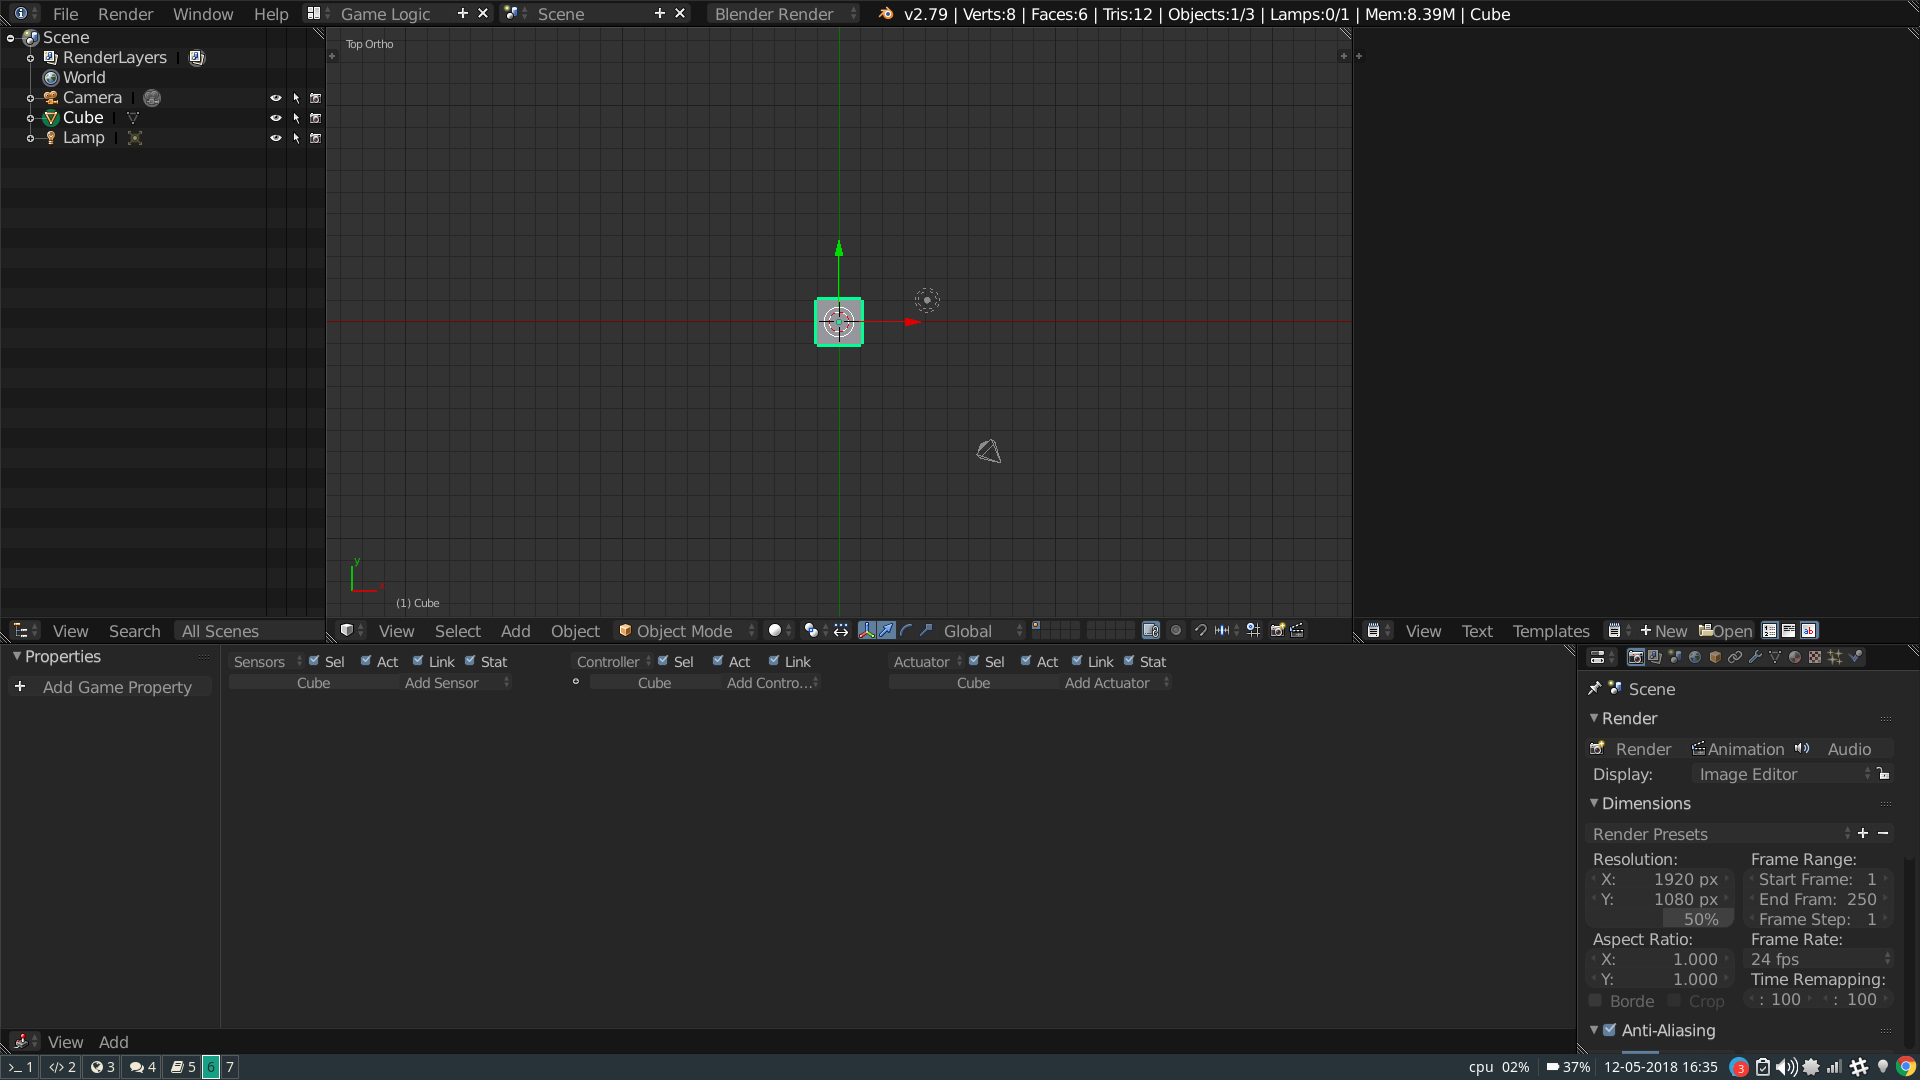 File Render Window Help Game Logic Scene Blender Render v2.79 | Verts:8 | Faces:6 | Tris:12 | Objects:1/3 | Lamps:0/1 | Mem:8.39M | Cube
Scene
RenderLayers
World
Camera
Cube
Lamp
View Search All Scenes
Top Ortho
y
x
(1) Cube
View Select Add Object Object Mode Global
View Text Templates New Open
Properties
Add Game Property
Sensors Sel Act Link Stat Controller Sel Act Link Actuator Sel Act Link Stat
Cube Add Sensor Cube Add Contro... Cube Add Actuator
View Add
Scene
Render
Render Animation Audio
Display: Image Editor
Dimensions
Render Presets
Resolution: Frame Range:
X: 1920 px Start Frame: 1
Y: 1080 px End Fram: 250
50% Frame Step: 1
Aspect Ratio: Frame Rate:
X: 1.000 24 fps
Y: 1.000 Time Remapping:
Borde Crop : 100 : 100
Anti-Aliasing
1 2 3 4 5 6 7 cpu 02% 37% 12-05-2018 16:35 3